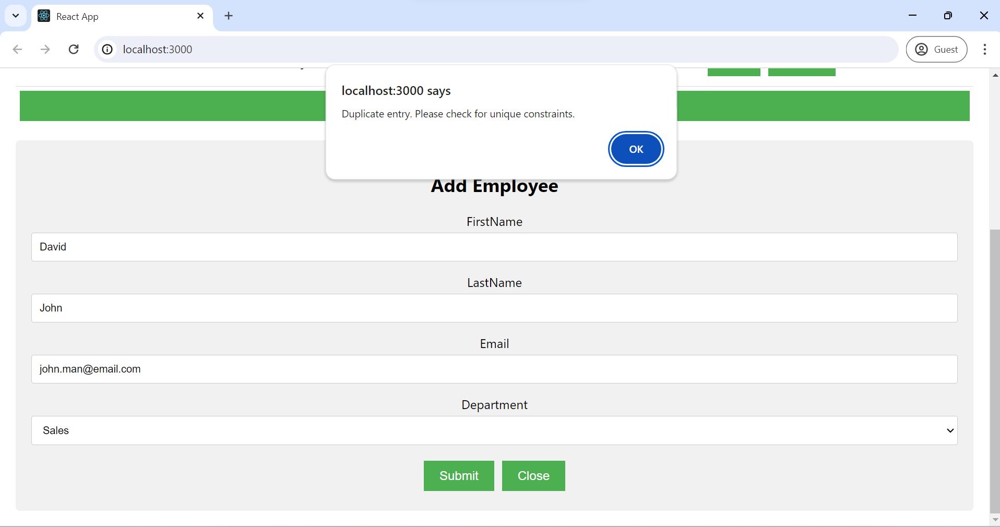 React App
localhost:3000
Guest
localhost:3000 says
Duplicate entry. Please check for unique constraints.
OK
Add Employee
FirstName
David
LastName
John
Email
john.man@email.com
Department
Sales
Submit Close